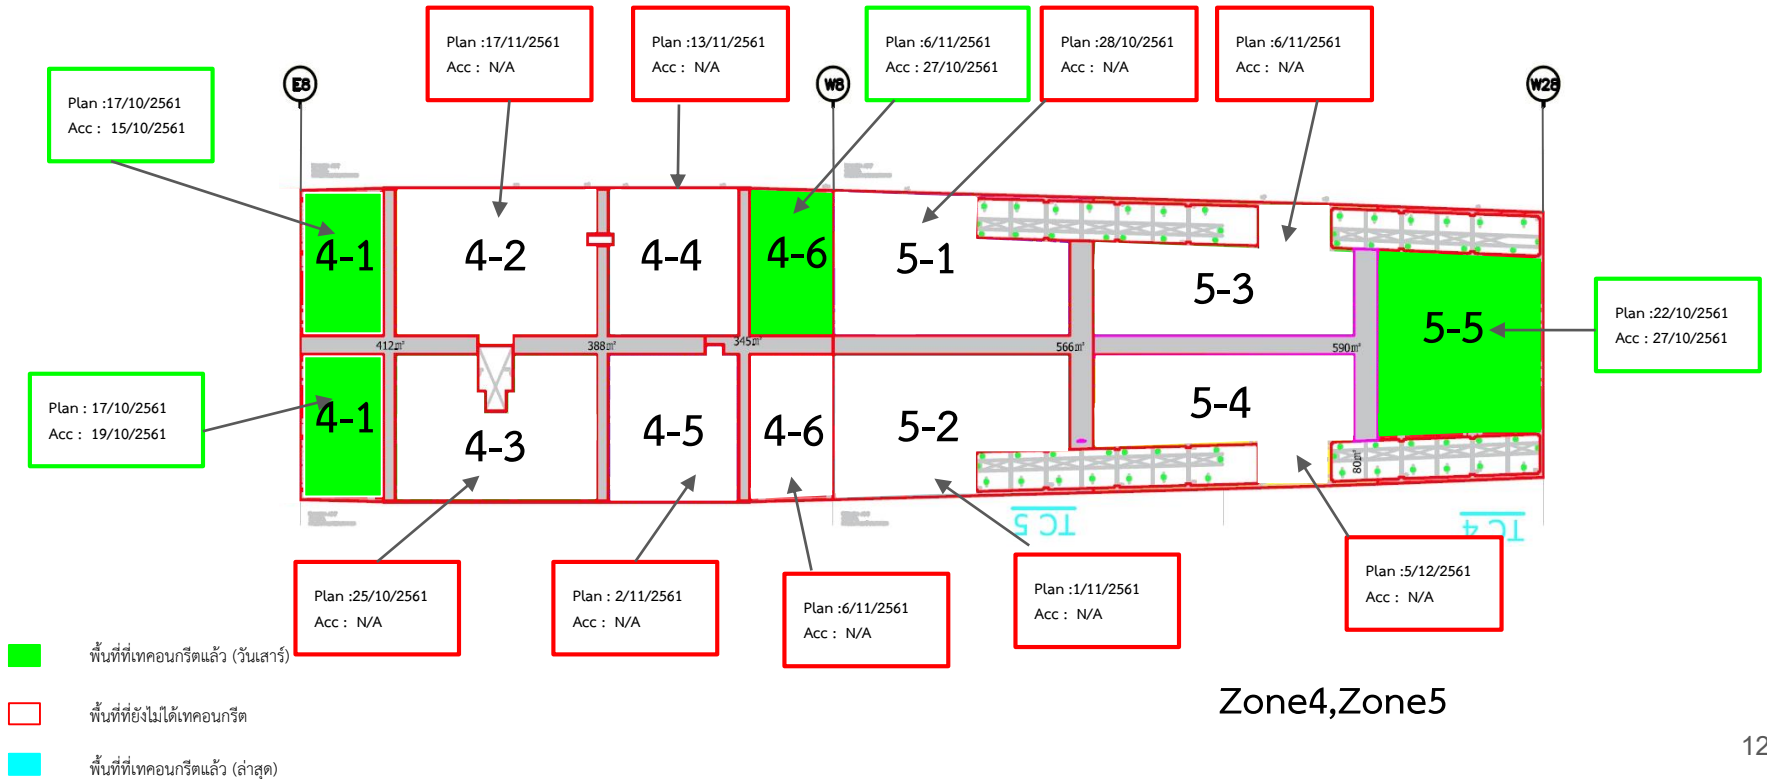 Plan :17/11/2561
Acc : N/A
Plan :13/11/2561
Acc : N/A
Plan :6/11/2561
Acc : 27/10/2561
Plan :28/10/2561
Acc : N/A
Plan :6/11/2561
Acc : N/A
E8
W8
W28
Plan :17/10/2561
Acc : 15/10/2561
4-1
4-2
4-4
4-6
5-1
5-3
5-5
Plan :22/10/2561
Acc : 27/10/2561
412m²
388m²
345m²
566m²
590m²
Plan : 17/10/2561
Acc : 19/10/2561
4-1
4-3
4-5
4-6
5-2
5-4
80m²
TC 5
TC 4
Plan :25/10/2561
Acc : N/A
Plan : 2/11/2561
Acc : N/A
Plan :6/11/2561
Acc : N/A
Plan :1/11/2561
Acc : N/A
Plan :5/12/2561
Acc : N/A
พื้นที่ที่เทคอนกรีตแล้ว (วันเสาร์)
พื้นที่ที่ยังไม่ได้เทคอนกรีต
พื้นที่ที่เทคอนกรีตแล้ว (ล่าสุด)
Zone4,Zone5
12